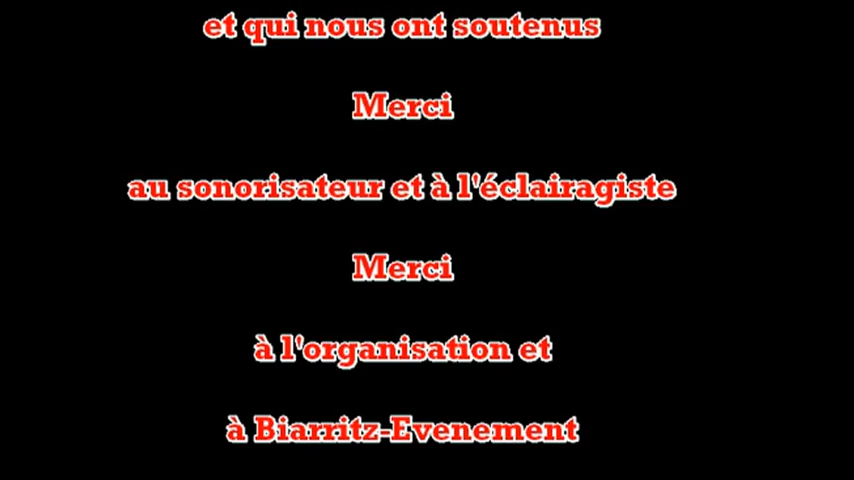 et qui nous ont soutenus
Merci
au sonorisateur et à l'éclairagiste
Merci
à l'organisation et
à Biarritz-Evenement